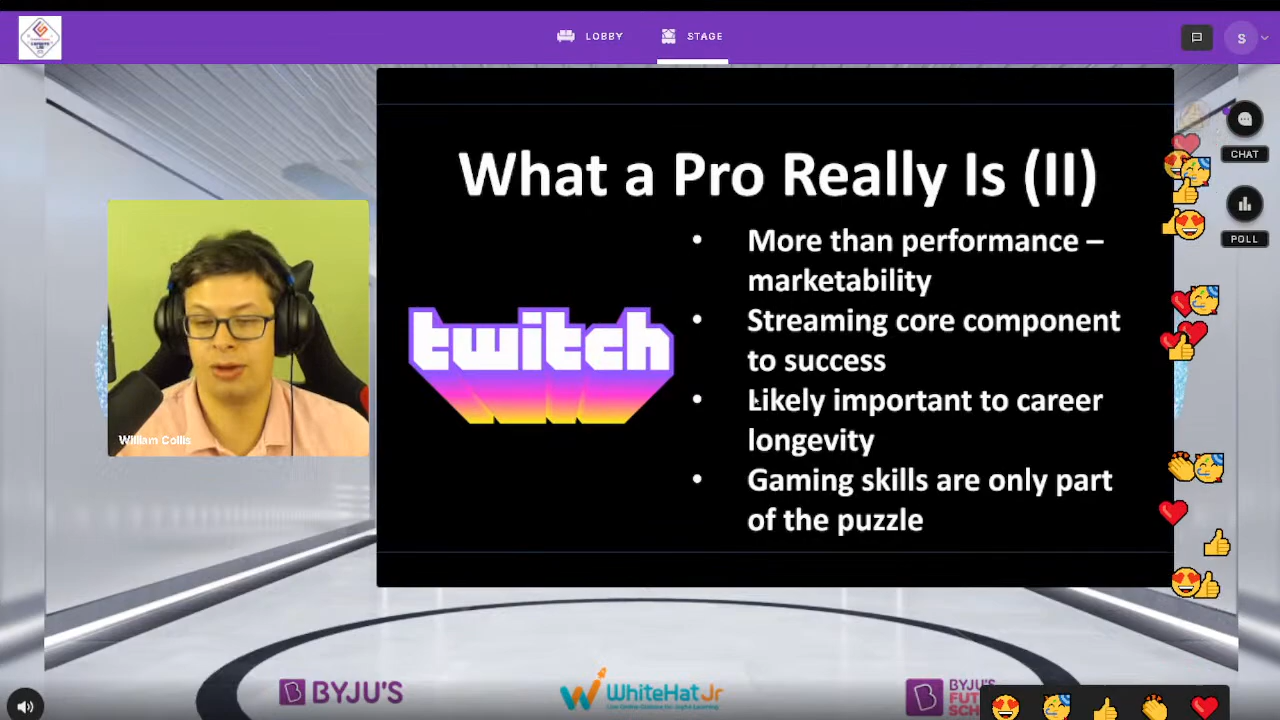 LOBBY
STAGE
S
What a Pro Really Is (II)
• More than performance –
marketability
twitch
• Streaming core component
to success
• Likely important to career
longevity
• Gaming skills are only part
of the puzzle
William Collis
CHAT
POLL
BYJU'S
WhiteHat Jr
BYJU'S